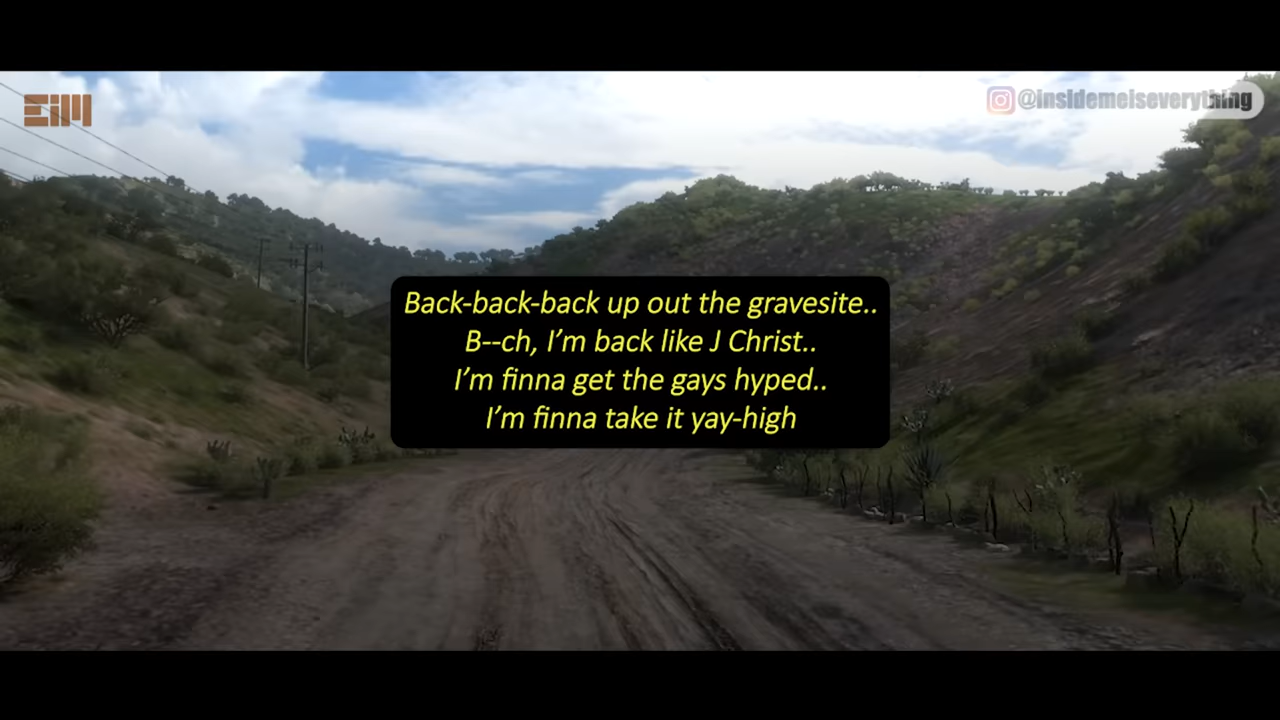 EiM
@insidemeiseverything
Back-back-back up out the gravesite..
B--ch, I’m back like J Christ..
I’m finna get the gays hyped..
I’m finna take it yay-high